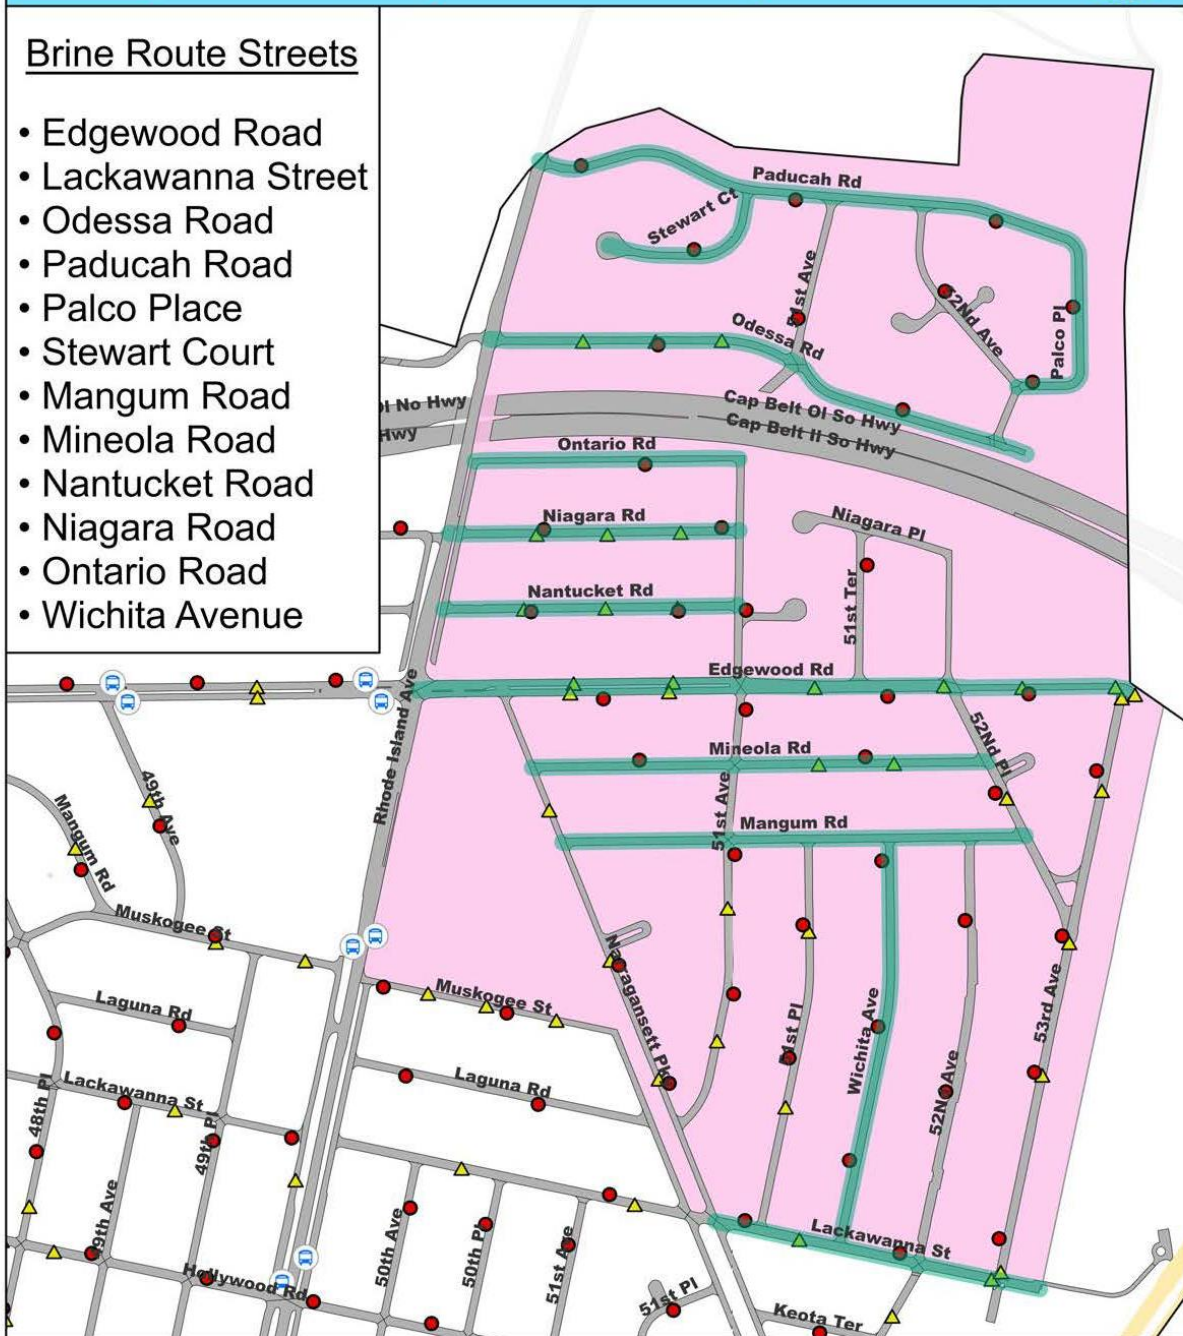 Brine Route Streets
• Edgewood Road
• Lackawanna Street
• Odessa Road
• Paducah Road
• Palco Place
• Stewart Court
• Mangum Road
• Mineola Road
• Nantucket Road
• Niagara Road
• Ontario Road
• Wichita Avenue
Paducah Rd
Stewart Ct
51st Ave
52Nd Ave
Palco Pl
Odessa Rd
Ol No Hwy
Hwy
Cap Belt Ol So Hwy
Cap Belt Il So Hwy
Ontario Rd
Niagara Rd
Niagara Pl
Nantucket Rd
51st Ter
Edgewood Rd
Rhode Island Ave
Mineola Rd
52Nd Pl
49th Ave
Mangum Rd
51st Ave
Mangum Rd
Muskogee St
Narragansett Pk
Muskogee St
Laguna Rd
51st Pl
Wichita Ave
52Nd Ave
53rd Ave
Laguna Rd
Lackawanna St
48th Pl
49th Pl
49th Ave
50th Ave
50th Pl
51st Ave
Lackawanna St
Hollywood Rd
51st Pl
Keota Ter